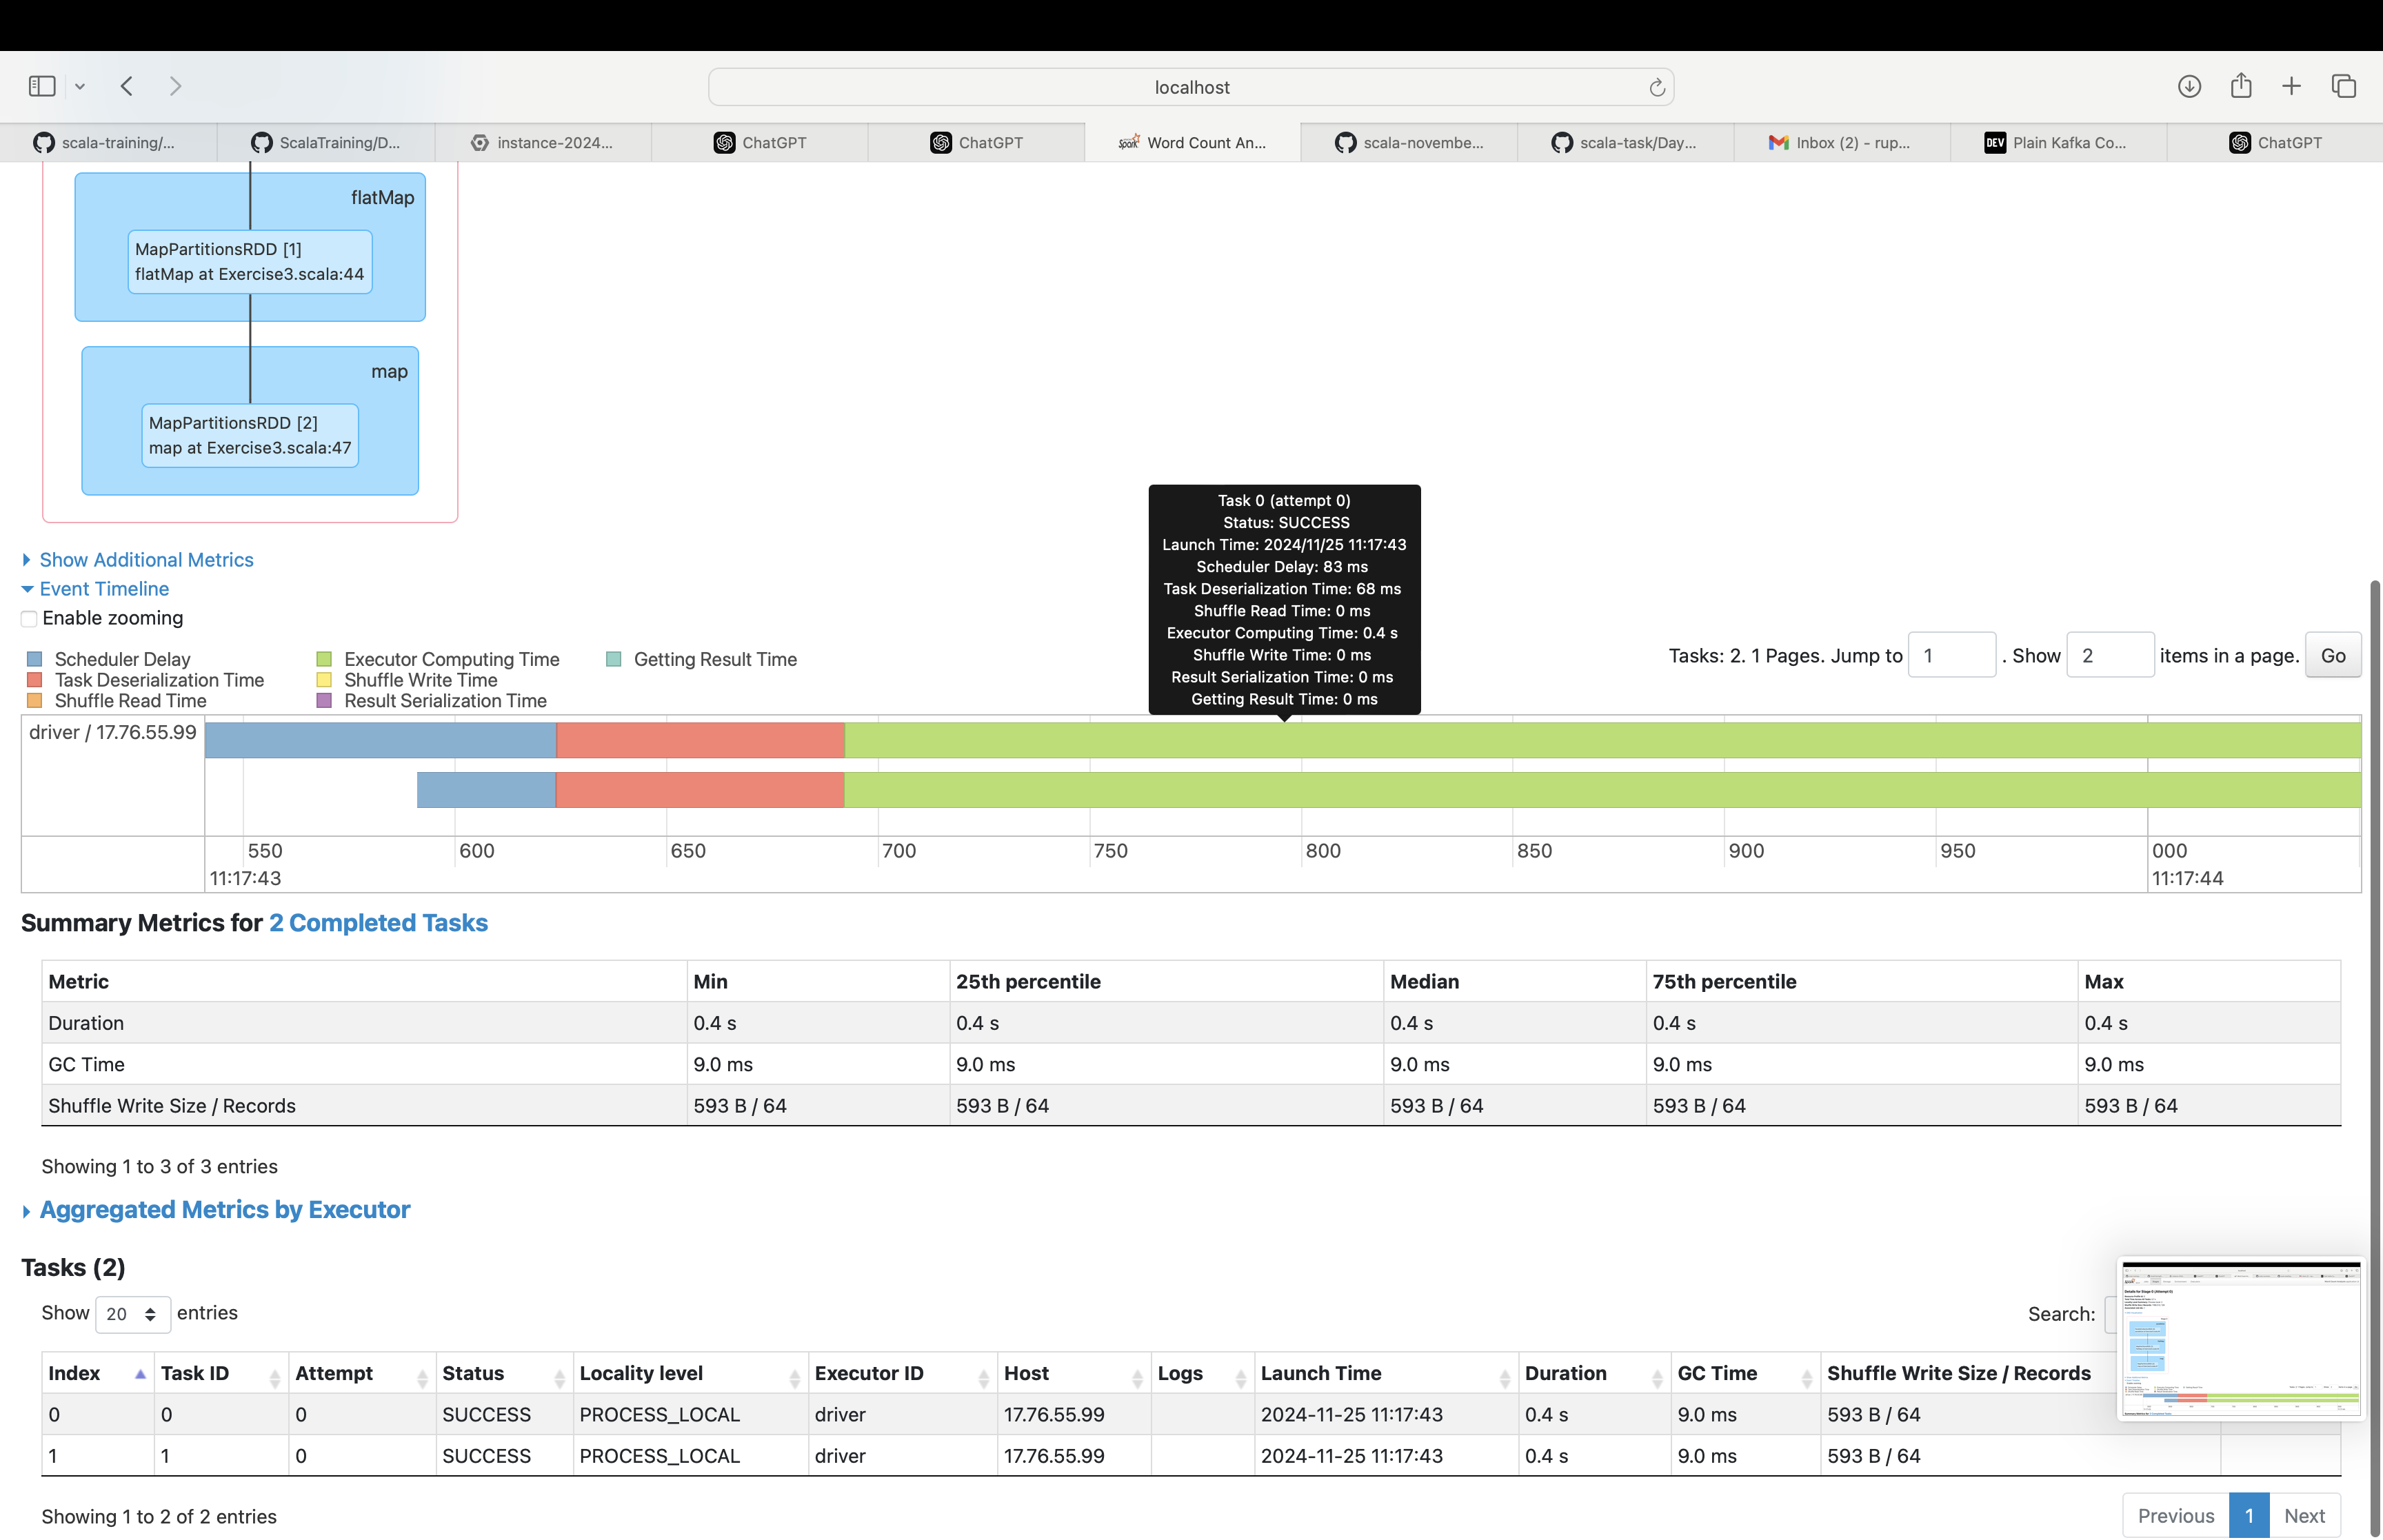 localhost
scala-training/...
ScalaTraining/D...
instance-2024...
ChatGPT
ChatGPT
Spark Word Count An...
scala-novembe...
scala-task/Day...
Inbox (2) - rup...
DEV Plain Kafka Co...
ChatGPT
flatMap
MapPartitionsRDD [1]
flatMap at Exercise3.scala:44
map
MapPartitionsRDD [2]
map at Exercise3.scala:47
Show Additional Metrics
Event Timeline
Enable zooming
Task 0 (attempt 0)
Status: SUCCESS
Launch Time: 2024/11/25 11:17:43
Scheduler Delay: 83 ms
Task Deserialization Time: 68 ms
Shuffle Read Time: 0 ms
Executor Computing Time: 0.4 s
Shuffle Write Time: 0 ms
Result Serialization Time: 0 ms
Getting Result Time: 0 ms
Scheduler Delay Executor Computing Time Getting Result Time
Task Deserialization Time Shuffle Write Time
Shuffle Read Time Result Serialization Time
Tasks: 2. 1 Pages. Jump to 1 . Show 2 items in a page. Go
driver / 17.76.55.99
550 600 650 700 750 800 850 900 950 000
11:17:43 11:17:44
Summary Metrics for 2 Completed Tasks
Metric Min 25th percentile Median 75th percentile Max
Duration 0.4 s 0.4 s 0.4 s 0.4 s 0.4 s
GC Time 9.0 ms 9.0 ms 9.0 ms 9.0 ms 9.0 ms
Shuffle Write Size / Records 593 B / 64 593 B / 64 593 B / 64 593 B / 64 593 B / 64
Showing 1 to 3 of 3 entries
Aggregated Metrics by Executor
Tasks (2)
Show 20 entries Search:
Index Task ID Attempt Status Locality level Executor ID Host Logs Launch Time Duration GC Time Shuffle Write Size / Records
0 0 0 SUCCESS PROCESS_LOCAL driver 17.76.55.99 2024-11-25 11:17:43 0.4 s 9.0 ms 593 B / 64
1 1 0 SUCCESS PROCESS_LOCAL driver 17.76.55.99 2024-11-25 11:17:43 0.4 s 9.0 ms 593 B / 64
Showing 1 to 2 of 2 entries
Previous 1 Next